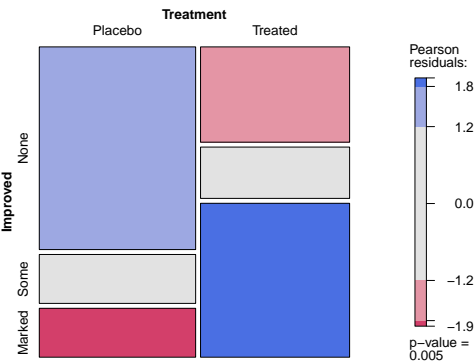 Treatment
Placebo Treated
Improved
None
Some
Marked
Pearson
residuals:
1.8
1.2
0.0
−1.2
−1.9
p-value =
0.005